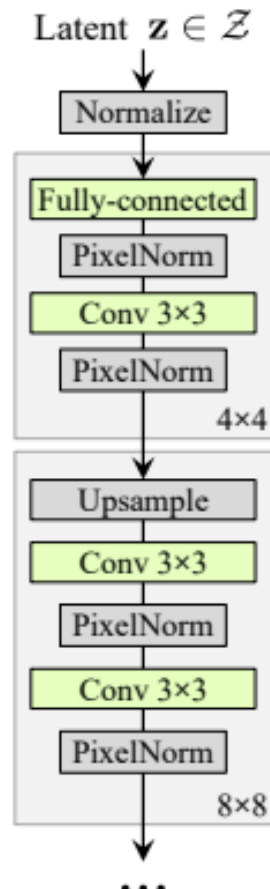 Latent z ∈ 𝒵
Normalize
Fully-connected
PixelNorm
Conv 3×3
PixelNorm
4×4
Upsample
Conv 3×3
PixelNorm
Conv 3×3
PixelNorm
8×8
...